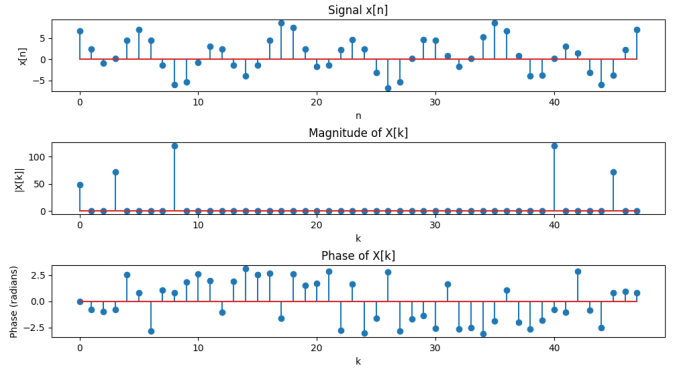 Signal x[n]
x[n]
5
0
−5
0
10
20
30
40
n
Magnitude of X[k]
|X[k]|
100
50
0
0
10
20
30
40
k
Phase of X[k]
Phase (radians)
2.5
0.0
−2.5
0
10
20
30
40
k